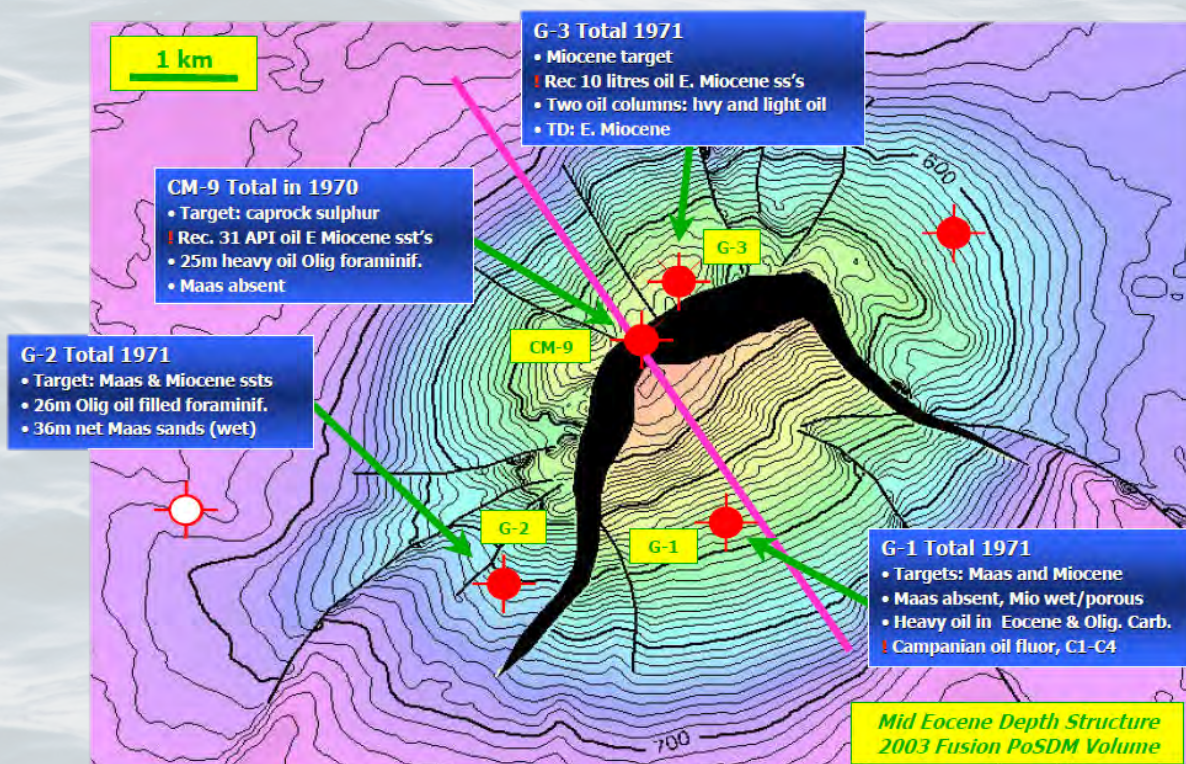 1 km
G-3 Total 1971
• Miocene target
! Rec 10 litres oil E. Miocene ss's
• Two oil columns: hvy and light oil
• TD: E. Miocene
600
CM-9 Total in 1970
• Target: caprock sulphur
! Rec. 31 API oil E Miocene sst's
• 25m heavy oil Olig foraminif.
• Maas absent
G-3
CM-9
G-2 Total 1971
• Target: Maas & Miocene ssts
• 26m Olig oil filled foraminif.
• 36m net Maas sands (wet)
G-2
G-1
G-1 Total 1971
• Targets: Maas and Miocene
• Maas absent, Mio wet/porous
• Heavy oil in Eocene & Olig. Carb.
! Campanian oil fluor, C1-C4
700
Mid Eocene Depth Structure
2003 Fusion PoSDM Volume